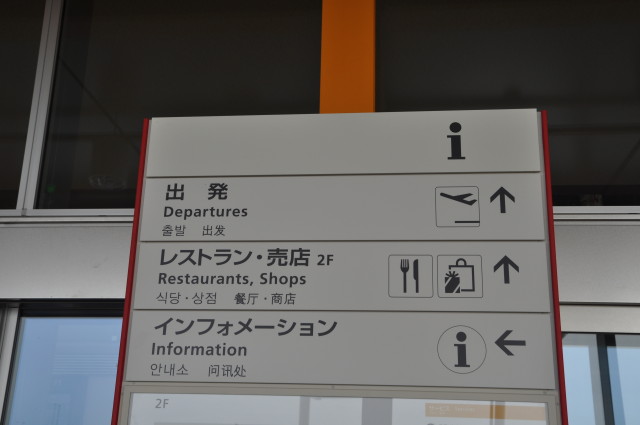 出発
Departures
출발 出发
レストラン・売店 2F
Restaurants, Shops
식당·상점 餐厅·商店
インフォメーション
Information
안내소 问讯处
2F